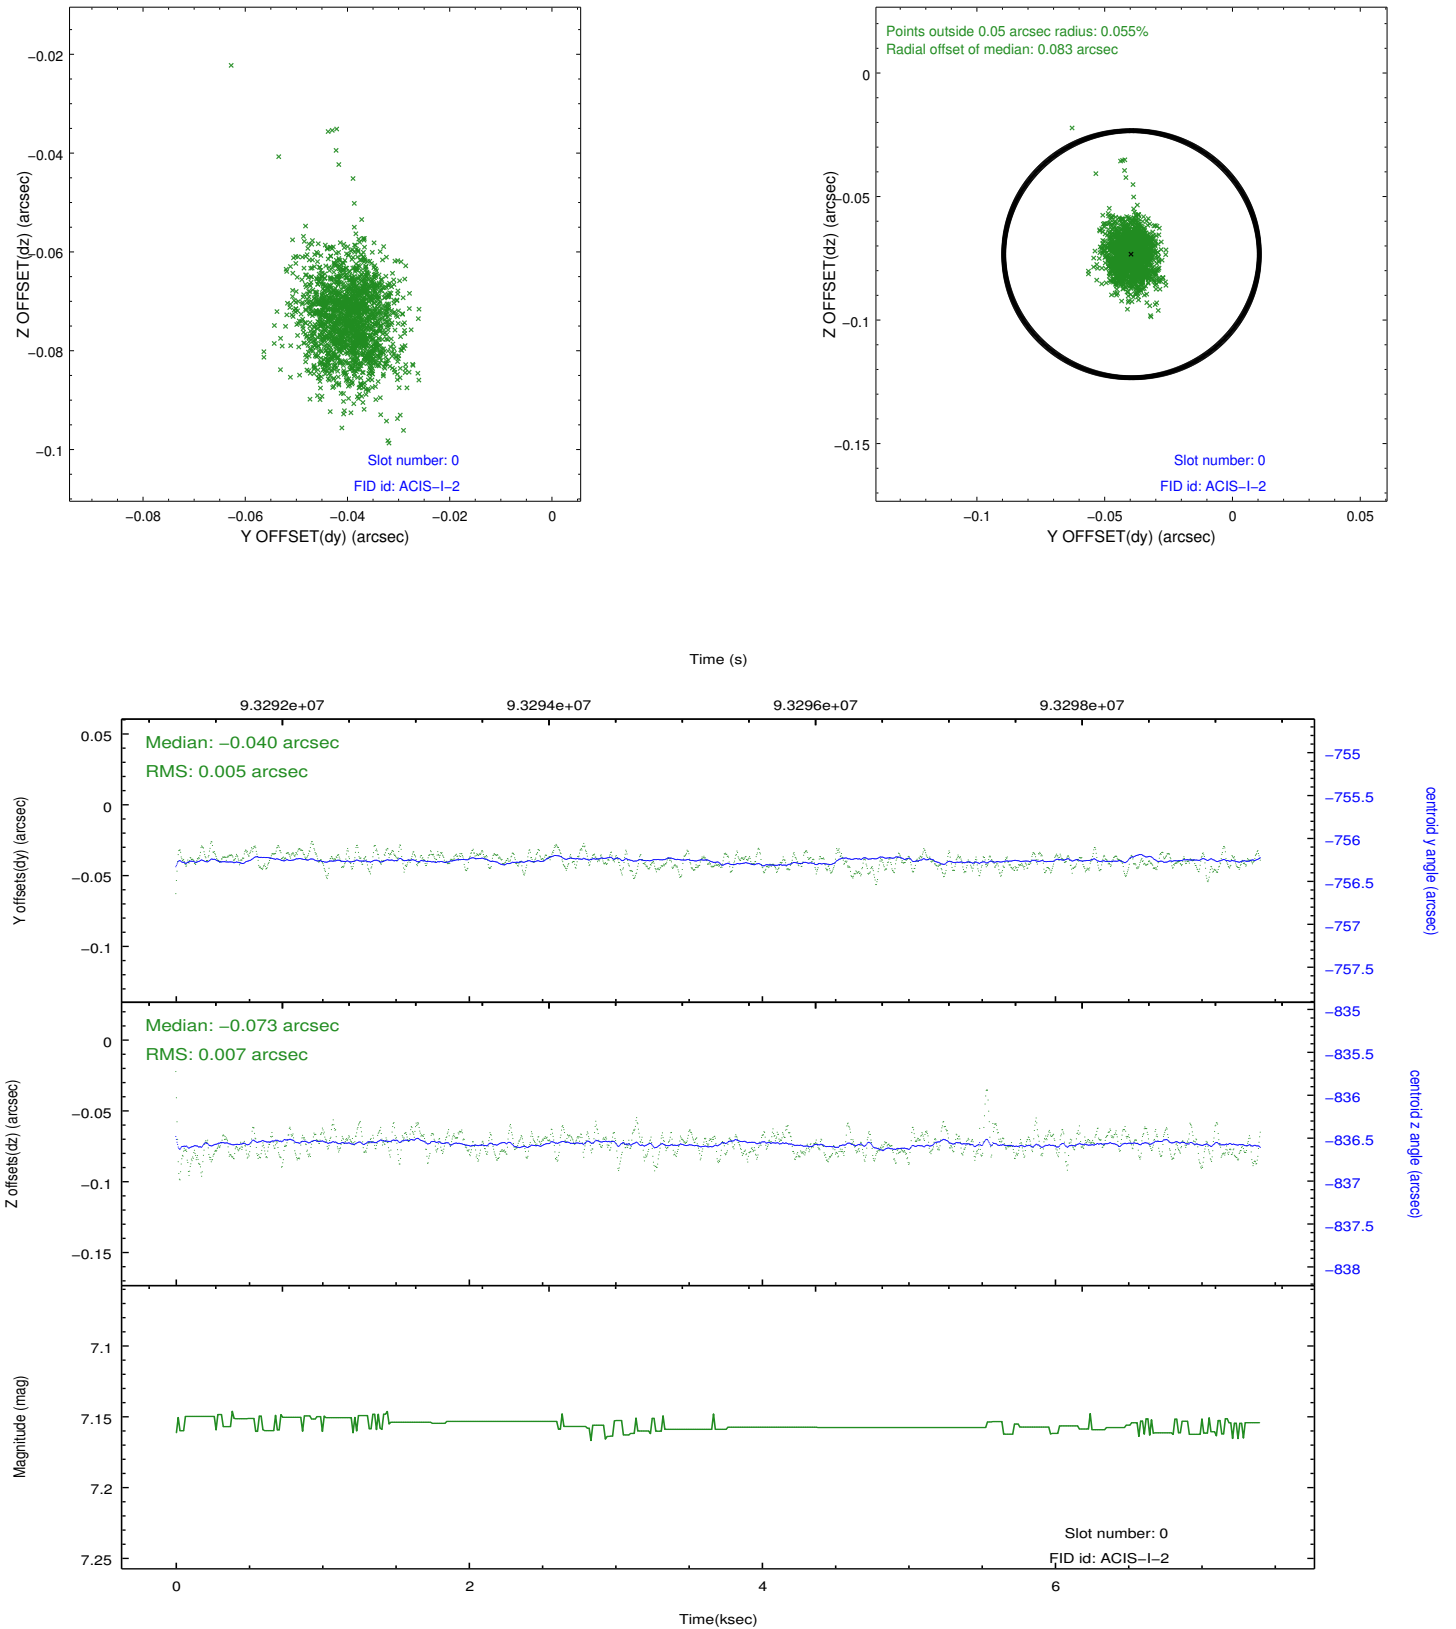 −0.02
−0.04
−0.06
−0.08
−0.1
Z OFFSET(dz) (arcsec)
Slot number: 0
FID id: ACIS−I−2
−0.08
−0.06
−0.04
−0.02
0
Y OFFSET(dy) (arcsec)
Points outside 0.05 arcsec radius: 0.055%
Radial offset of median: 0.083 arcsec
0
−0.05
−0.1
−0.15
Z OFFSET(dz) (arcsec)
Slot number: 0
FID id: ACIS−I−2
−0.1
−0.05
0
0.05
Y OFFSET(dy) (arcsec)
Time (s)
9.3292e+07
9.3294e+07
9.3296e+07
9.3298e+07
Median: −0.040 arcsec
RMS: 0.005 arcsec
0.05
0
−0.05
−0.1
Y offsets(dy) (arcsec)
−755
−755.5
−756
−756.5
−757
−757.5
centroid y angle (arcsec)
Median: −0.073 arcsec
RMS: 0.007 arcsec
0
−0.05
−0.1
−0.15
Z offsets(dz) (arcsec)
−835
−835.5
−836
−836.5
−837
−837.5
−838
centroid z angle (arcsec)
7.1
7.15
7.2
7.25
Magnitude (mag)
Slot number: 0
FID id: ACIS−I−2
0
2
4
6
Time(ksec)